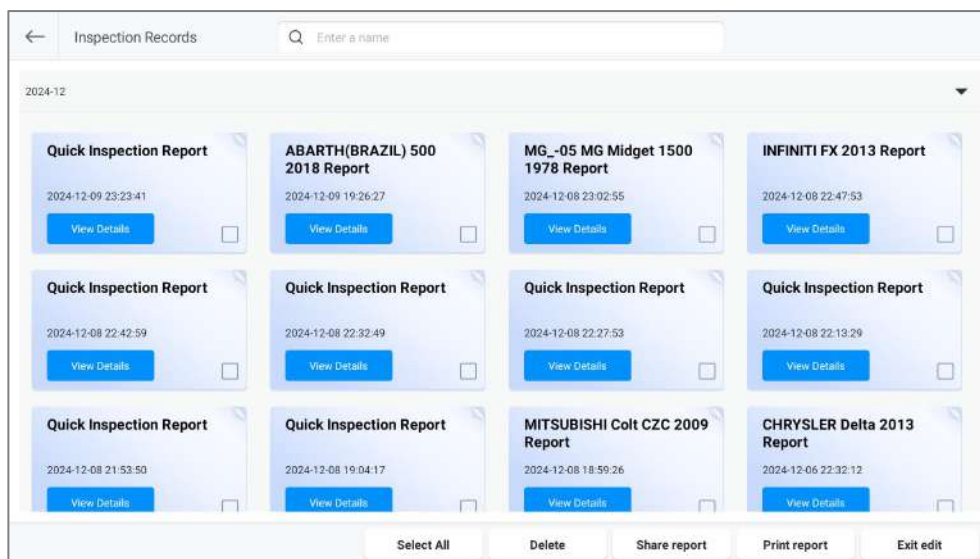 Inspection Records
Enter a name
2024-12
Quick Inspection Report
2024-12-09 23:23:41
View Details
ABARTH(BRAZIL) 500
2018 Report
2024-12-09 19:26:27
View Details
MG_-05 MG Midget 1500
1978 Report
2024-12-08 23:02:55
View Details
INFINITI FX 2013 Report
2024-12-08 22:47:53
View Details
Quick Inspection Report
2024-12-08 22:42:59
View Details
Quick Inspection Report
2024-12-08 22:32:49
View Details
Quick Inspection Report
2024-12-08 22:27:53
View Details
Quick Inspection Report
2024-12-08 22:13:29
View Details
Quick Inspection Report
2024-12-08 21:53:50
View Details
Quick Inspection Report
2024-12-08 19:04:17
View Details
MITSUBISHI Colt CZC 2009
Report
2024-12-08 18:59:26
View Details
CHRYSLER Delta 2013
Report
2024-12-06 22:32:12
View Details
Select All
Delete
Share report
Print report
Exit edit